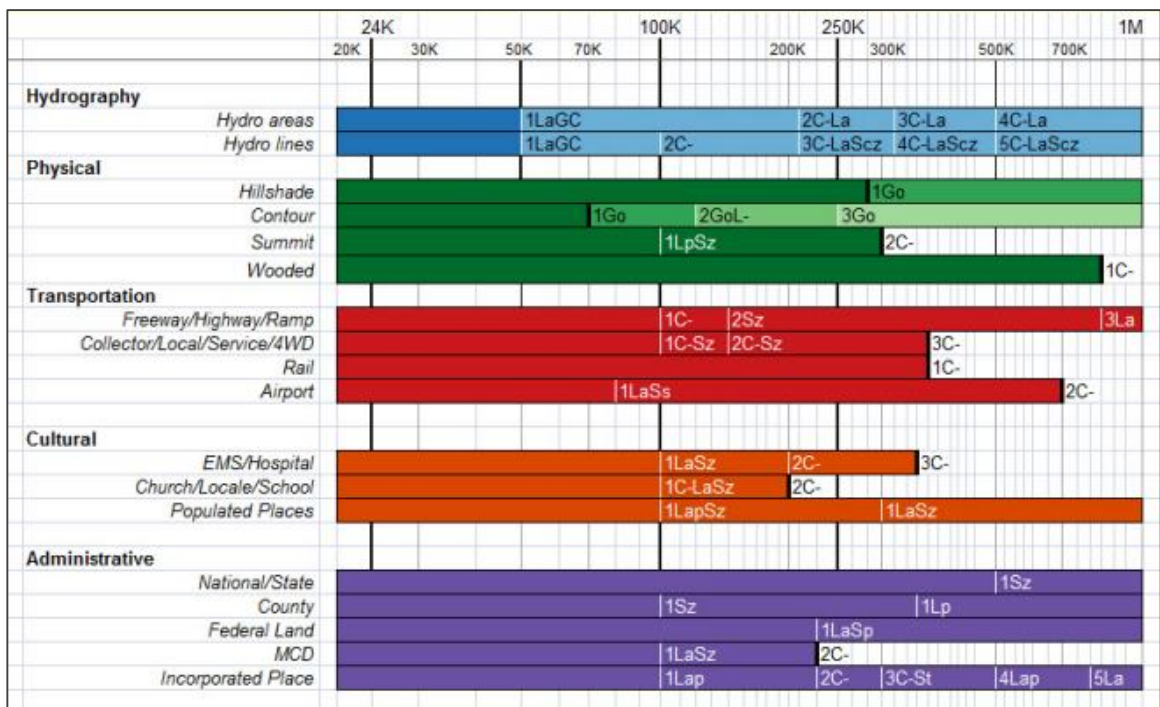 24K 100K 250K 1M
20K 30K 50K 70K 200K 300K 500K 700K
Hydrography
Hydro areas 1LaGC 2C-La 3C-La 4C-La
Hydro lines 1LaGC 2C- 3C-LaScz 4C-LaScz 5C-LaScz
Physical
Hillshade 1Go
Contour 1Go 2GoL- 3Go
Summit 1LpSz 2C-
Wooded 1C-
Transportation
Freeway/Highway/Ramp 1C- 2Sz 3La
Collector/Local/Service/4WD 1C-Sz 2C-Sz 3C-
Rail 1C-
Airport 1LaSs 2C-
Cultural
EMS/Hospital 1LaSz 2C- 3C-
Church/Locale/School 1C-LaSz 2C-
Populated Places 1LapSz 1LaSz
Administrative
National/State 1Sz
County 1Sz 1Lp
Federal Land 1LaSp
MCD 1LaSz 2C-
Incorporated Place 1Lap 2C- 3C-St 4Lap 5La